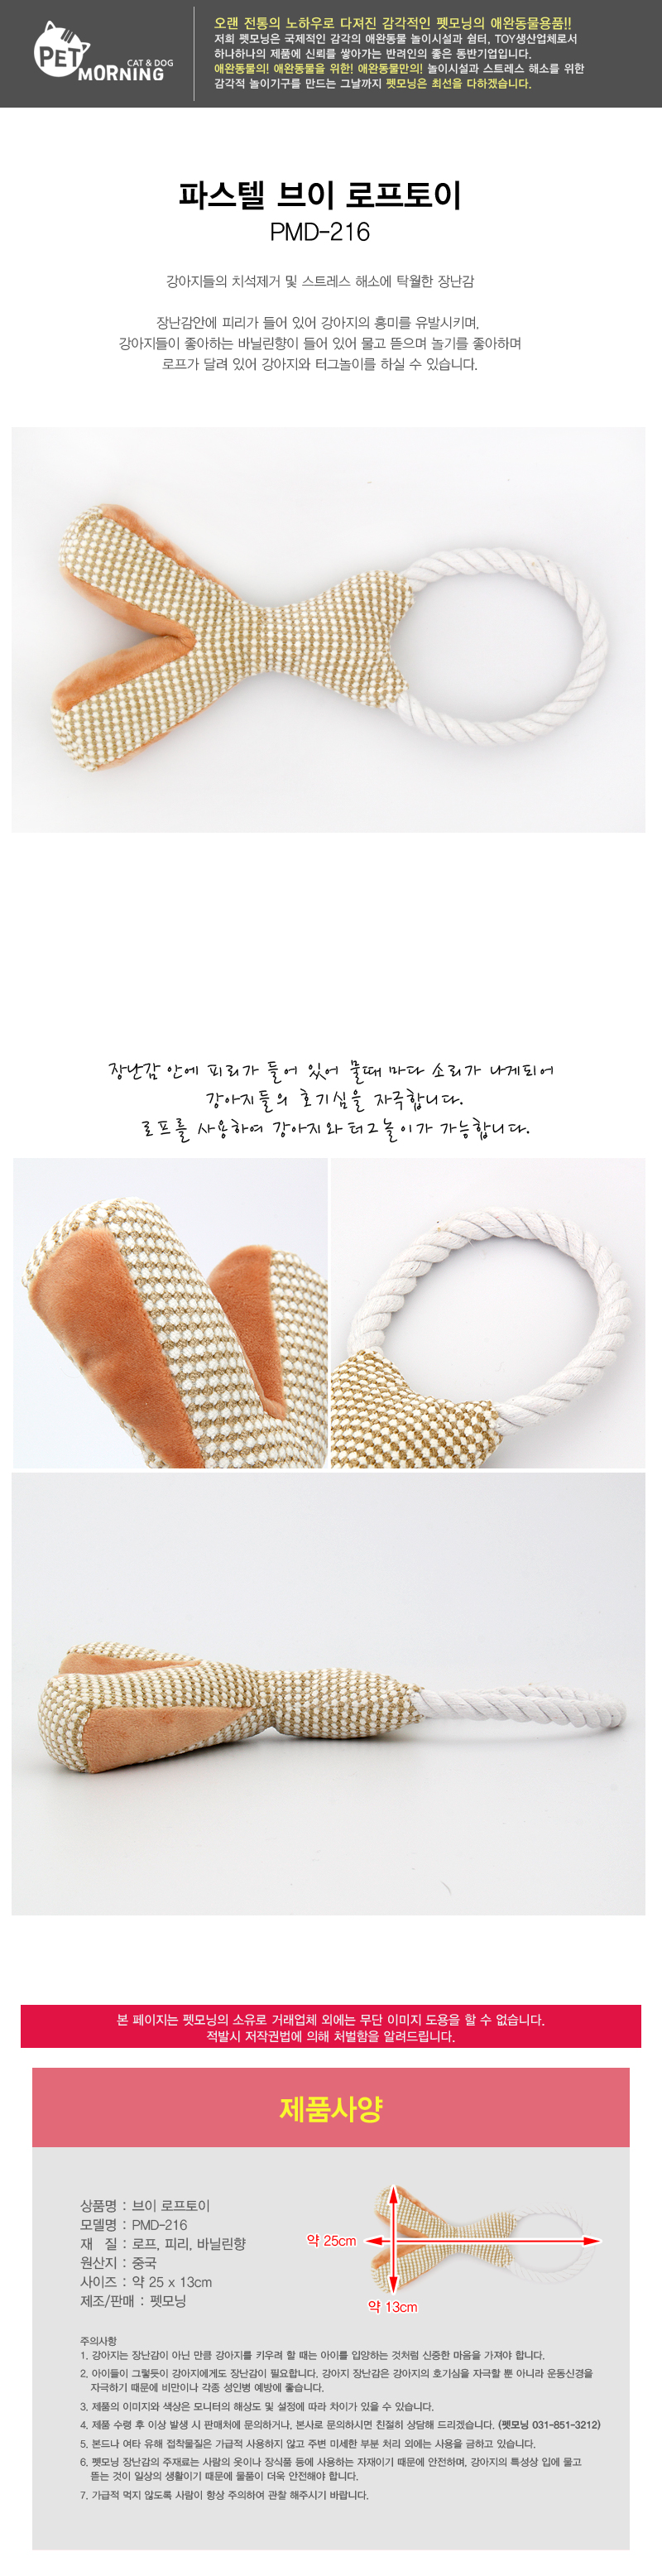 PET
CAT & DOG
MORNING
오랜 전통의 노하우로 다져진 감각적인 펫모닝의 애완동물용품!!
저희 펫모닝은 국제적인 감각의 애완동물 놀이시설과 쉼터, TOY생산업체로서
하나하나의 제품에 신뢰를 쌓아가는 반려인의 좋은 동반기업입니다.
애완동물의! 애완동물을 위한! 애완동물만의! 놀이시설과 스트레스 해소를 위한
감각적 놀이기구를 만드는 그날까지 펫모닝은 최선을 다하겠습니다.
파스텔 브이 로프토이
PMD-216
강아지들의 치석제거 및 스트레스 해소에 탁월한 장난감
장난감안에 피리가 들어 있어 강아지의 흥미를 유발시키며,
강아지들이 좋아하는 바닐린향이 들어 있어 물고 뜯으며 놀기를 좋아하며
로프가 달려 있어 강아지와 터그놀이를 하실 수 있습니다.
장난감 안에 피리가 들어 있어 물때 마다 소리가 나게되어
강아지들의 호기심을 자극합니다.
로프를 사용하여 강아지와 터그놀이가 가능합니다.
본 페이지는 펫모닝의 소유로 거래업체 외에는 무단 이미지 도용을 할 수 없습니다.
적발시 저작권법에 의해 처벌함을 알려드립니다.
제품사양
상품명 : 브이 로프토이
모델명 : PMD-216
재 질 : 로프, 피리, 바닐린향
원산지 : 중국
사이즈 : 약 25 x 13cm
제조/판매 : 펫모닝
약 25cm
약 13cm
주의사항
1. 강아지는 장난감이 아닌 만큼 강아지를 키우려 할 때는 아이를 입양하는 것처럼 신중한 마음을 가져야 합니다.
2. 아이들이 그렇듯이 강아지에게도 장난감이 필요합니다. 강아지 장난감은 강아지의 호기심을 자극할 뿐 아니라 운동신경을
자극하기 때문에 비만이나 각종 성인병 예방에 좋습니다.
3. 제품의 이미지와 색상은 모니터의 해상도 및 설정에 따라 차이가 있을 수 있습니다.
4. 제품 수령 후 이상 발생 시 판매처에 문의하거나, 본사로 문의하시면 친절히 상담해 드리겠습니다. (펫모닝 031-851-3212)
5. 본드나 여타 유해 접착물질은 가급적 사용하지 않고 주변 미세한 부분 처리 외에는 사용을 금하고 있습니다.
6. 펫모닝 장난감의 주재료는 사람의 옷이나 장식품 등에 사용하는 자재이기 때문에 안전하며, 강아지의 특성상 입에 물고
뜯는 것이 일상의 생활이기 때문에 물품이 더욱 안전해야 합니다.
7. 가급적 먹지 않도록 사람이 항상 주의하여 관찰 해주시기 바랍니다.